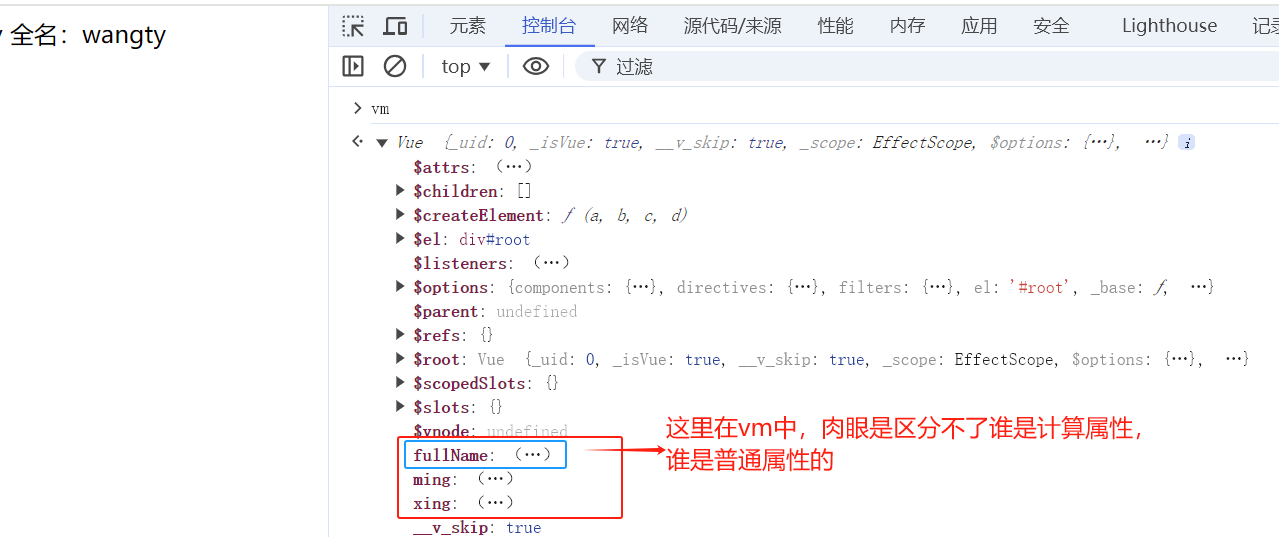 全名：wangty
元素 控制台 网络 源代码/来源 性能 内存 应用 安全 Lighthouse
top ▼ 过滤
> vm
Vue {_uid: 0, _isVue: true, __v_skip: true, _scope: EffectScope, $options: {…}, …} i
$attrs: (…)
$children: []
$createElement: ƒ (a, b, c, d)
$el: div#root
$listeners: (…)
$options: {components: {…}, directives: {…}, filters: {…}, el: '#root', _base: ƒ, …}
$parent: undefined
$refs: {}
$root: Vue {_uid: 0, _isVue: true, __v_skip: true, _scope: EffectScope, $options: {…}, …}
$scopedSlots: {}
$slots: {}
$vnode: undefined
fullName: (…)
ming: (…)
xing: (…)
__v_skip: true
这里在vm中，肉眼是区分不了谁是计算属性，
谁是普通属性的